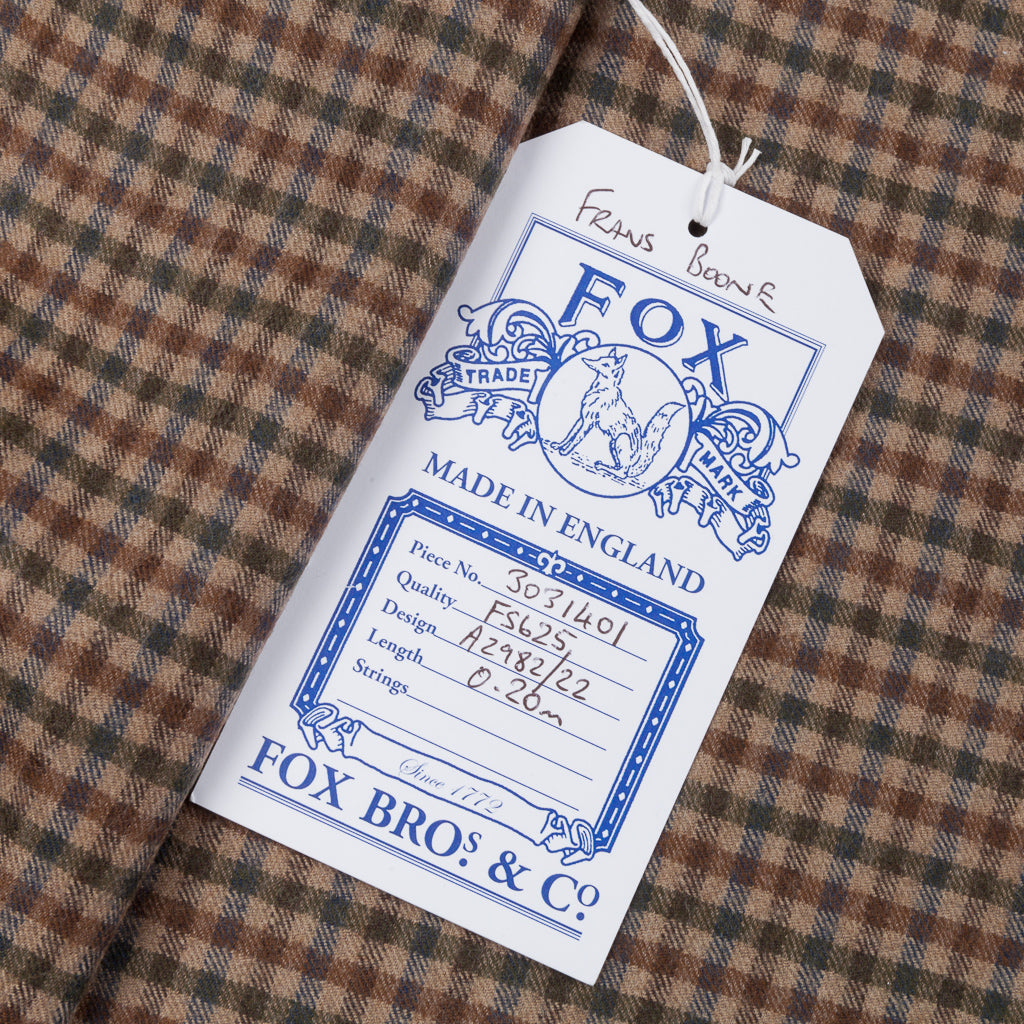 FRANS BOONE
FOX
TRADE MARK
MADE IN ENGLAND
Piece No. 3031401
Quality FS625,
Design A2982/22
Length 0.20m
Strings
Since 1772
FOX BROs. & Co.